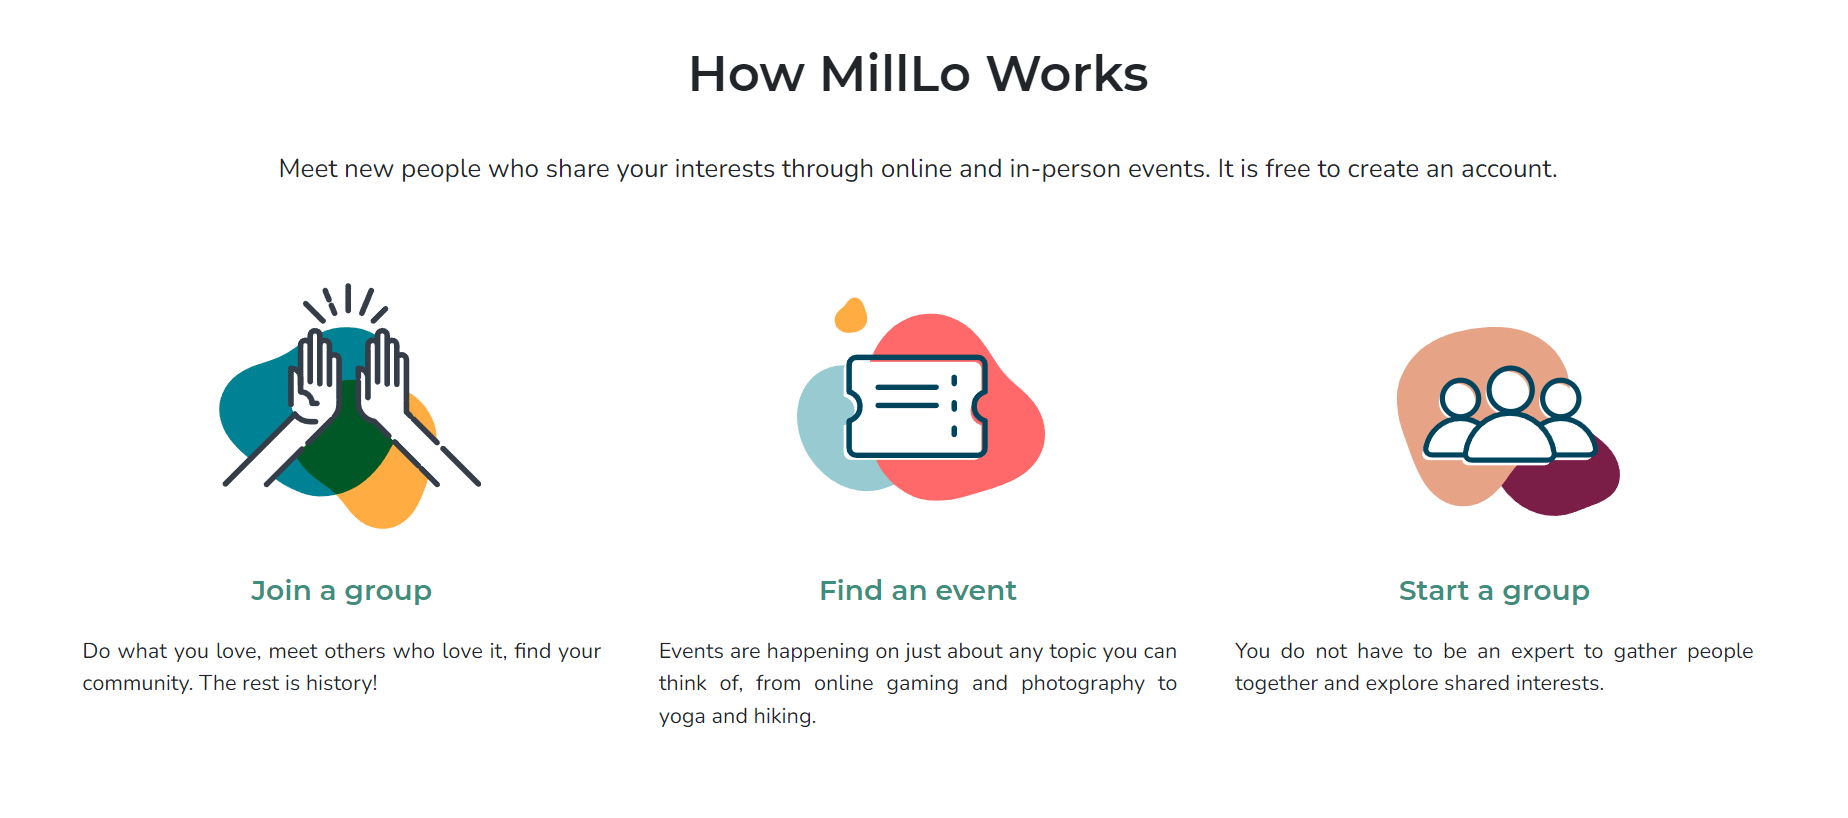 How MillLo Works
Meet new people who share your interests through online and in-person events. It is free to create an account.
Join a group
Do what you love, meet others who love it, find your
community. The rest is history!
Find an event
Events are happening on just about any topic you can
think of, from online gaming and photography to
yoga and hiking.
Start a group
You do not have to be an expert to gather people
together and explore shared interests.